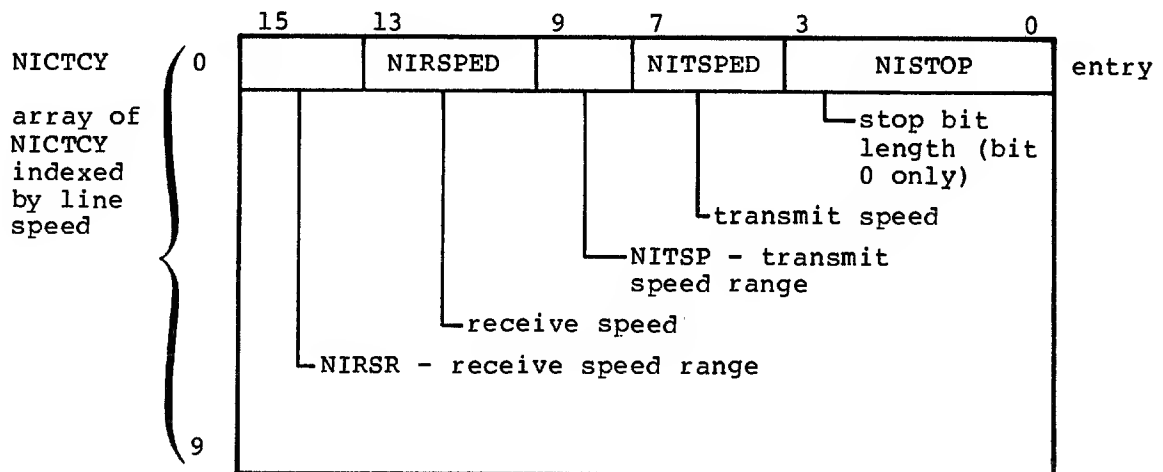 15 13 9 7 3 0
NICTCY 0 NIRSPED NITSPED NISTOP entry
array of
NICTCY
indexed
by line
speed
stop bit
length (bit
0 only)
transmit speed
NITSP - transmit
speed range
receive speed
NIRSR - receive speed range
9